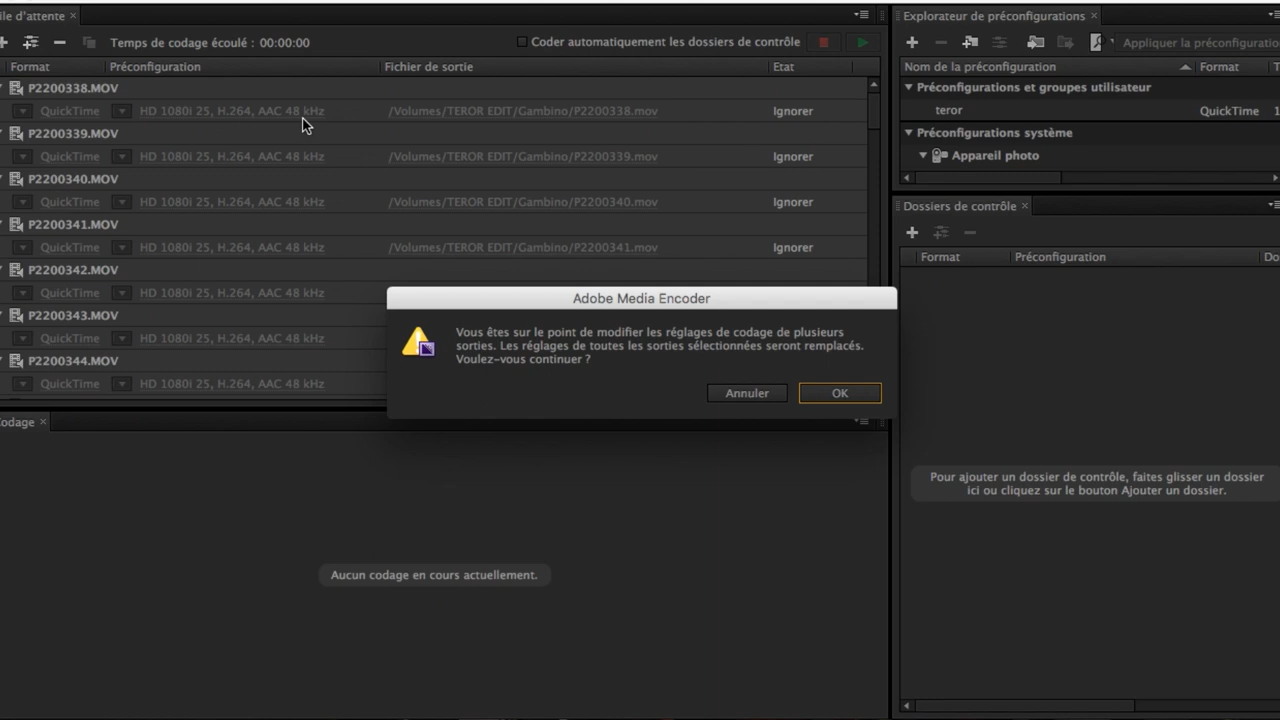 ile d'attente ×
Temps de codage écoulé : 00:00:00
Coder automatiquement les dossiers de contrôle
Format Préconfiguration Fichier de sortie Etat
P2200338.MOV
QuickTime HD 1080i 25, H.264, AAC 48 kHz /Volumes/TEROR EDIT/Gambino/P2200338.mov Ignorer
P2200339.MOV
QuickTime HD 1080i 25, H.264, AAC 48 kHz /Volumes/TEROR EDIT/Gambino/P2200339.mov Ignorer
P2200340.MOV
QuickTime HD 1080i 25, H.264, AAC 48 kHz /Volumes/TEROR EDIT/Gambino/P2200340.mov Ignorer
P2200341.MOV
QuickTime HD 1080i 25, H.264, AAC 48 kHz /Volumes/TEROR EDIT/Gambino/P2200341.mov Ignorer
P2200342.MOV
QuickTime HD 1080i 25, H.264, AAC 48 kHz
P2200343.MOV
QuickTime HD 1080i 25, H.264, AAC 48 kHz
P2200344.MOV
QuickTime HD 1080i 25, H.264, AAC 48 kHz
Adobe Media Encoder
Vous êtes sur le point de modifier les réglages de codage de plusieurs
sorties. Les réglages de toutes les sorties sélectionnées seront remplacés.
Voulez-vous continuer ?
Annuler OK
Codage ×
Aucun codage en cours actuellement.
Explorateur de préconfigurations ×
Appliquer la préconfiguratio
Nom de la préconfiguration Format T
Préconfigurations et groupes utilisateur
teror QuickTime 1
Préconfigurations système
Appareil photo
Dossiers de contrôle ×
Format Préconfiguration Do
Pour ajouter un dossier de contrôle, faites glisser un dossier
ici ou cliquez sur le bouton Ajouter un dossier.